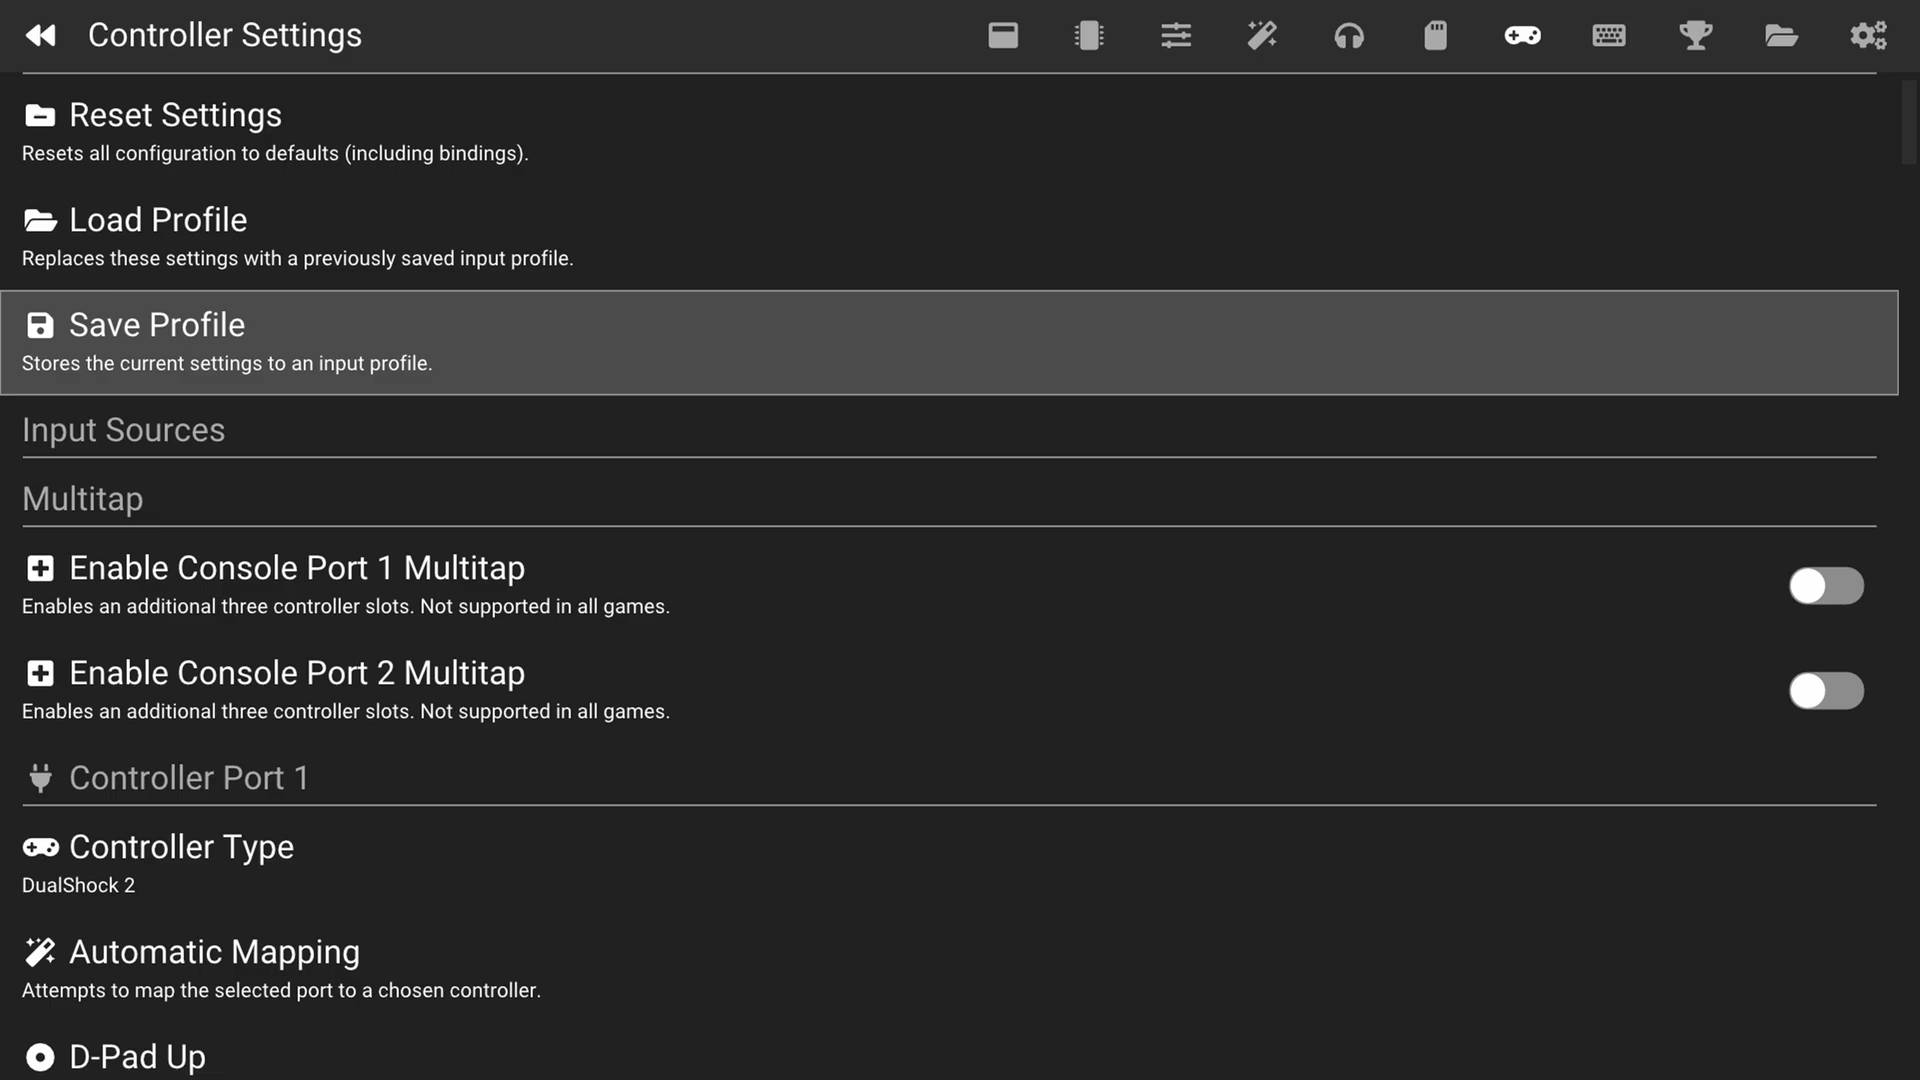 Controller Settings
Reset Settings
Resets all configuration to defaults (including bindings).
Load Profile
Replaces these settings with a previously saved input profile.
Save Profile
Stores the current settings to an input profile.
Input Sources
Multitap
Enable Console Port 1 Multitap
Enables an additional three controller slots. Not supported in all games.
Enable Console Port 2 Multitap
Enables an additional three controller slots. Not supported in all games.
Controller Port 1
Controller Type
DualShock 2
Automatic Mapping
Attempts to map the selected port to a chosen controller.
D-Pad Up